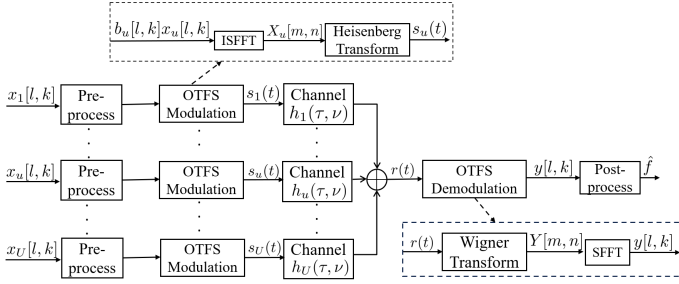 b_u[l, k]x_u[l, k] ISFFT X_u[m, n] Heisenberg Transform s_u(t)
x_1[l, k] Pre-process OTFS Modulation s_1(t) Channel h_1(τ, ν)
x_u[l, k] Pre-process OTFS Modulation s_u(t) Channel h_u(τ, ν) r(t) OTFS Demodulation y[l, k] Post-process f̂
x_U[l, k] Pre-process OTFS Modulation s_U(t) Channel h_U(τ, ν)
r(t) Wigner Transform Y[m, n] SFFT y[l, k]